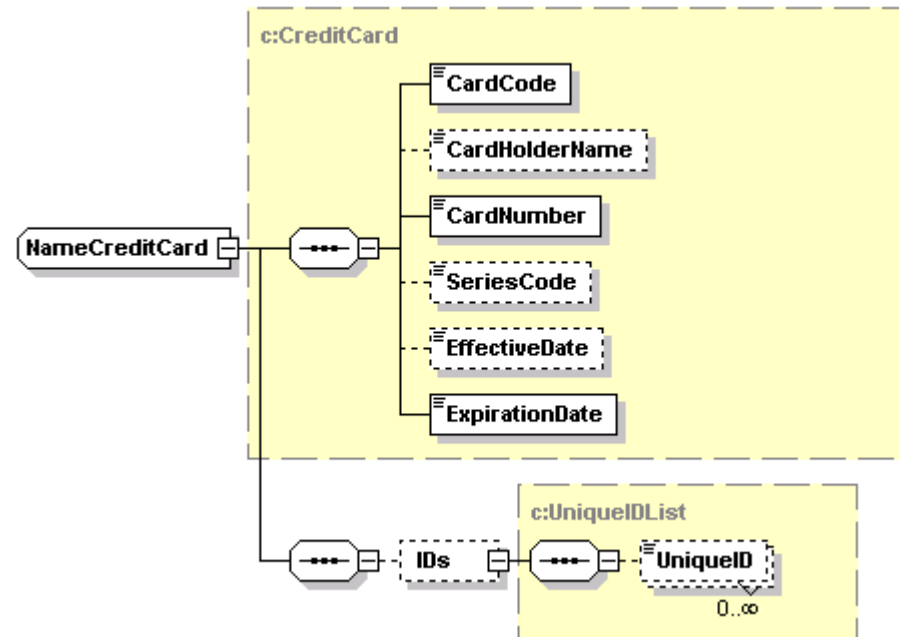 c:CreditCard
CardCode
CardHolderName
CardNumber
NameCreditCard
SeriesCode
EffectiveDate
ExpirationDate
c:UniqueIDList
IDs
UniqueID
0..∞